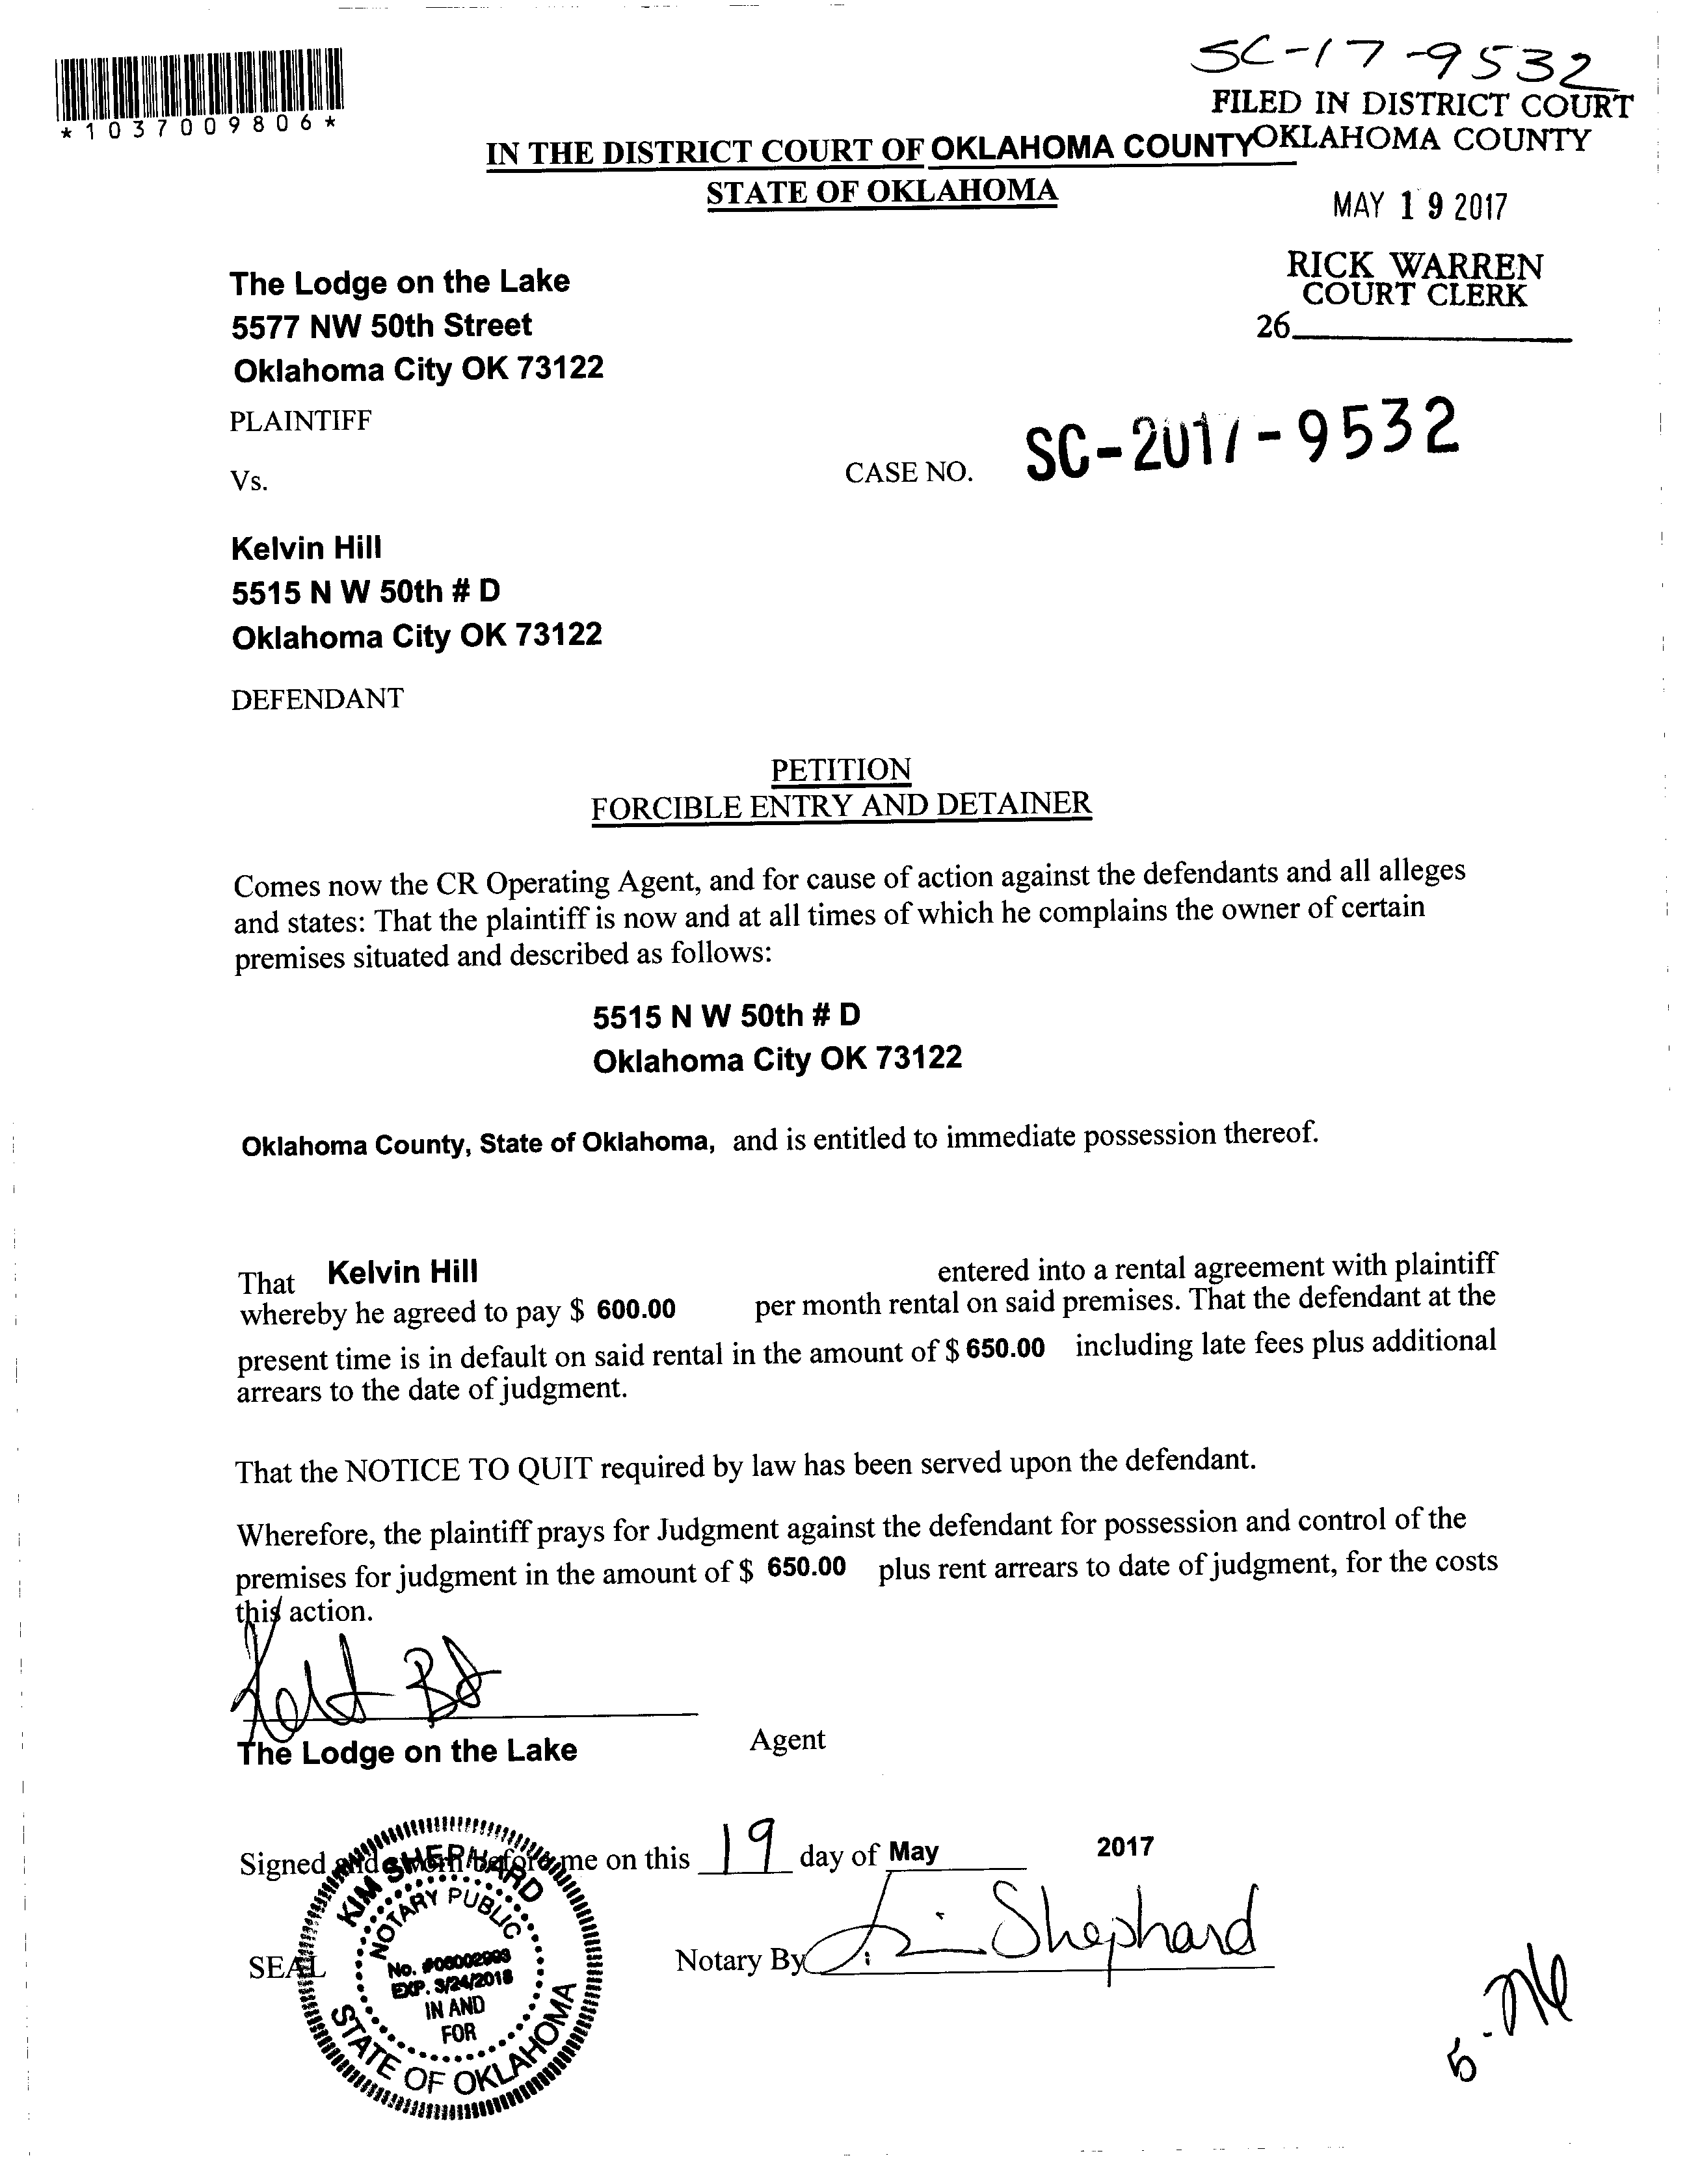 *1037009806*
SC-17-9532
FILED IN DISTRICT COURT
OKLAHOMA COUNTY
IN THE DISTRICT COURT OF OKLAHOMA COUNTY
STATE OF OKLAHOMA
MAY 19 2017
RICK WARREN
COURT CLERK
26
The Lodge on the Lake
5577 NW 50th Street
Oklahoma City OK 73122
PLAINTIFF
Vs.
CASE NO. SC-2017-9532
Kelvin Hill
5515 N W 50th # D
Oklahoma City OK 73122
DEFENDANT
PETITION
FORCIBLE ENTRY AND DETAINER
Comes now the CR Operating Agent, and for cause of action against the defendants and all alleges
and states: That the plaintiff is now and at all times of which he complains the owner of certain
premises situated and described as follows:
5515 N W 50th # D
Oklahoma City OK 73122
Oklahoma County, State of Oklahoma, and is entitled to immediate possession thereof.
That Kelvin Hill entered into a rental agreement with plaintiff
whereby he agreed to pay $ 600.00 per month rental on said premises. That the defendant at the
present time is in default on said rental in the amount of $ 650.00 including late fees plus additional
arrears to the date of judgment.
That the NOTICE TO QUIT required by law has been served upon the defendant.
Wherefore, the plaintiff prays for Judgment against the defendant for possession and control of the
premises for judgment in the amount of $ 650.00 plus rent arrears to date of judgment, for the costs
this action.
The Lodge on the Lake Agent
Signed and sworn before me on this 19 day of May 2017
SEAL
Notary By Kim Shephard
KIM SHEPHARD
NOTARY PUBLIC
No. #06002993
EXP. 3/24/2018
IN AND
FOR
STATE OF OKLAHOMA